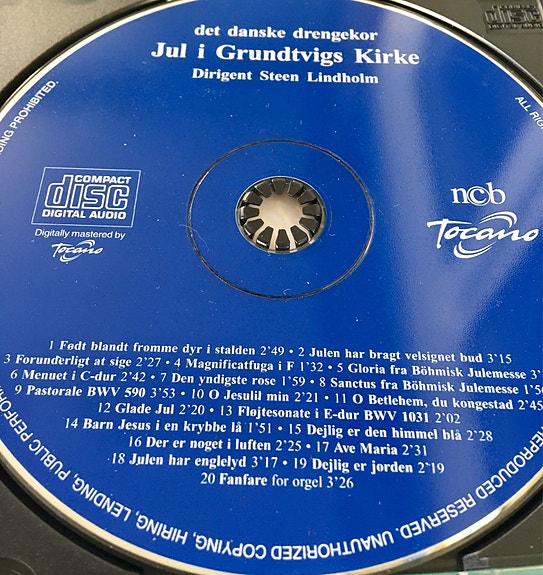 det danske drengekor
Jul i Grundtvigs Kirke
Dirigent Steen Lindholm
COMPACT
disc
DIGITAL AUDIO
Digitally mastered by
Tocano
ncb
Tocano
1 Født blandt fromme dyr i stalden 2'49 • 2 Julen har bragt velsignet bud 3'15
3 Forunderligt at sige 2'27 • 4 Magnificatfuga i F 1'32 • 5 Gloria fra Böhmisk Julemesse 3'
6 Menuet i C-dur 2'42 • 7 Den yndigste rose 1'59 • 8 Sanctus fra Böhmisk Julemesse 1'56
9 Pastorale BWV 590 3'53 • 10 O Jesulil min 2'21 • 11 O Betlehem, du kongestad 2'45
12 Glade Jul 2'20 • 13 Fløjtesonate i E-dur BWV 1031 2'02
14 Barn Jesus i en krybbe lå 1'51 • 15 Dejlig er den himmel blå 2'28
16 Der er noget i luften 2'25 • 17 Ave Maria 2'31
18 Julen har englelyd 3'17 • 19 Dejlig er jorden 2'19
20 Fanfare for orgel 3'26
ALL RIG
REPRODUCED RESERVED. UNAUTHORIZED COPYING, HIRING, LENDING, PUBLIC PERFORM
DING PROHIBITED.